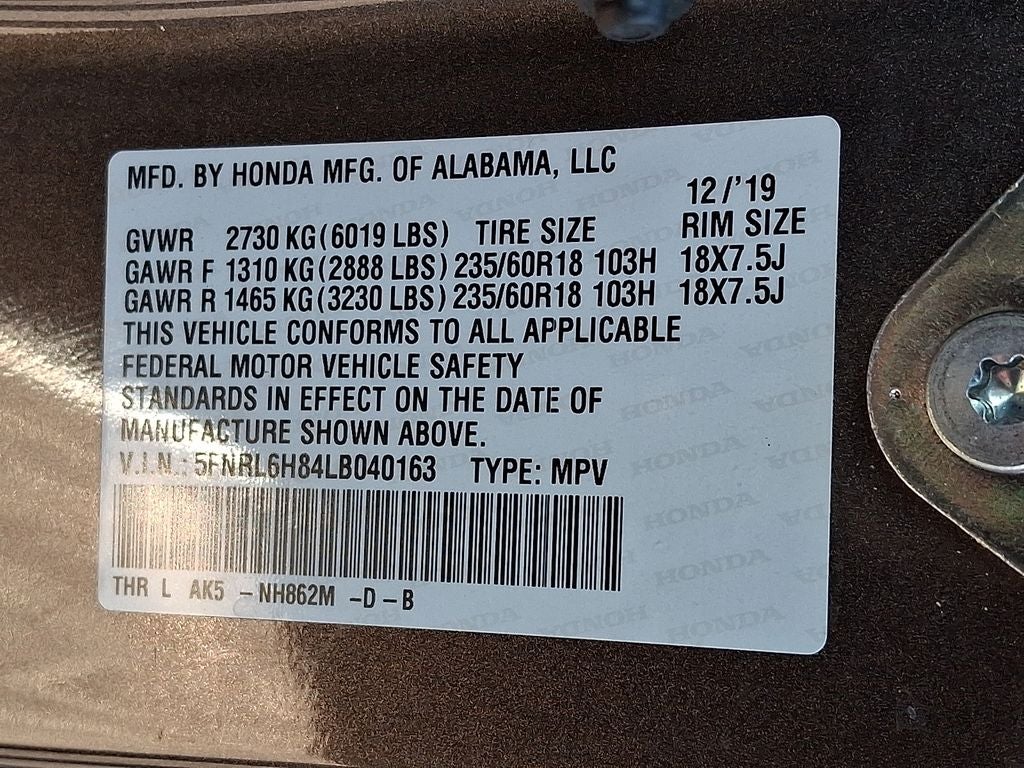 MFD. BY HONDA MFG. OF ALABAMA, LLC
12/'19
GVWR 2730 KG(6019 LBS) TIRE SIZE RIM SIZE
GAWR F 1310 KG(2888 LBS) 235/60R18 103H 18X7.5J
GAWR R 1465 KG(3230 LBS) 235/60R18 103H 18X7.5J
THIS VEHICLE CONFORMS TO ALL APPLICABLE
FEDERAL MOTOR VEHICLE SAFETY
STANDARDS IN EFFECT ON THE DATE OF
MANUFACTURE SHOWN ABOVE.
V.I.N.: 5FNRL6H84LB040163 TYPE: MPV
THR L AK5 -NH862M -D-B